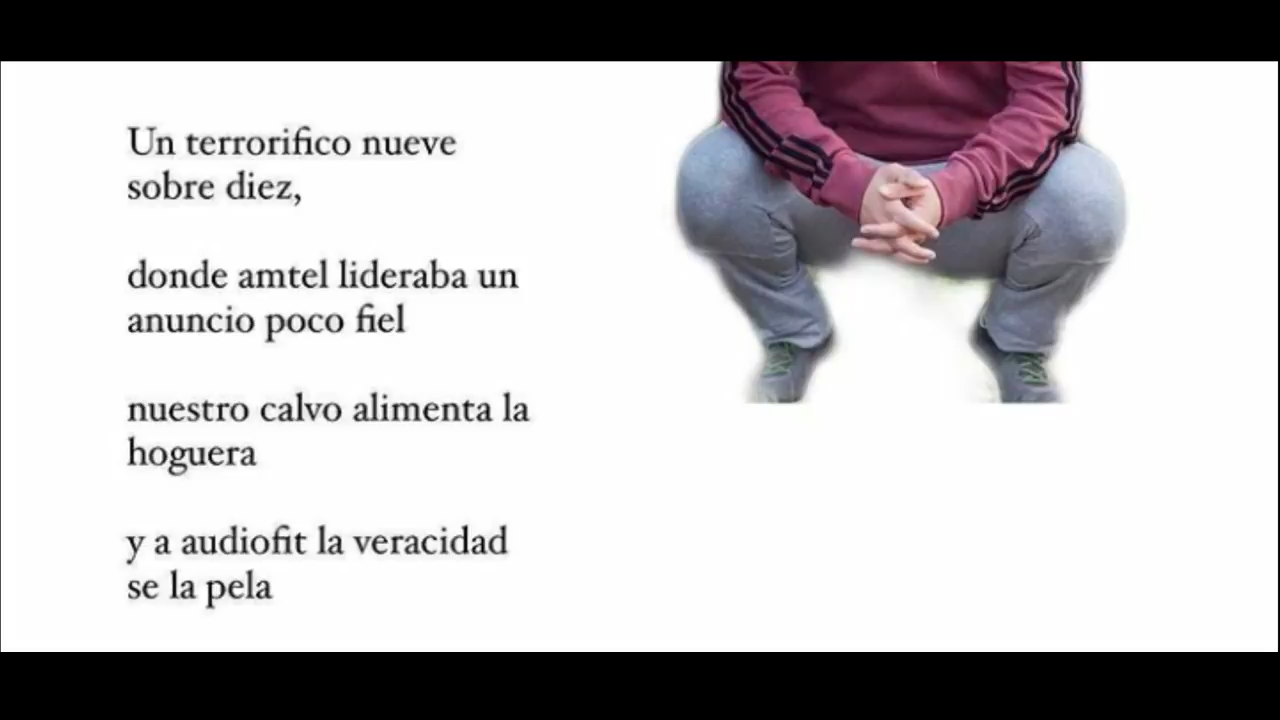 Un terrorifico nueve
sobre diez,
donde amtel lideraba un
anuncio poco fiel
nuestro calvo alimenta la
hoguera
y a audiofit la veracidad
se la pela